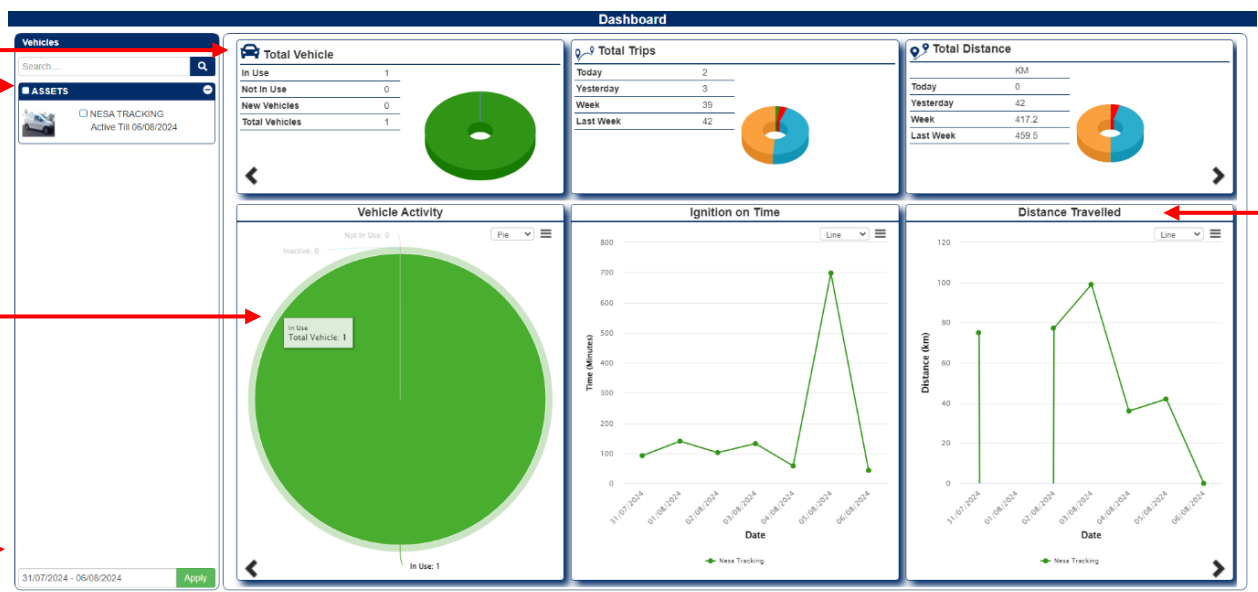 Dashboard
Vehicles
Search....
ASSETS
NESA TRACKING
Active Till 06/08/2024
31/07/2024 - 06/08/2024
Apply
Total Vehicle
In Use 1
Not In Use 0
New Vehicles 0
Total Vehicles 1
Total Trips
Today 2
Yesterday 3
Week 39
Last Week 42
Total Distance
KM
Today 0
Yesterday 42
Week 417.2
Last Week 459.5
Vehicle Activity
Pie
Not In Use: 0
Inactive: 0
In Use
Total Vehicle: 1
In Use: 1
Ignition on Time
Line
800
700
600
500
400
300
200
100
0
Time (Minutes)
31/07/2024
01/08/2024
02/08/2024
03/08/2024
04/08/2024
05/08/2024
06/08/2024
Date
Nesa Tracking
Distance Travelled
Line
120
100
80
60
40
20
0
Distance (km)
31/07/2024
01/08/2024
02/08/2024
03/08/2024
04/08/2024
05/08/2024
06/08/2024
Date
Nesa Tracking